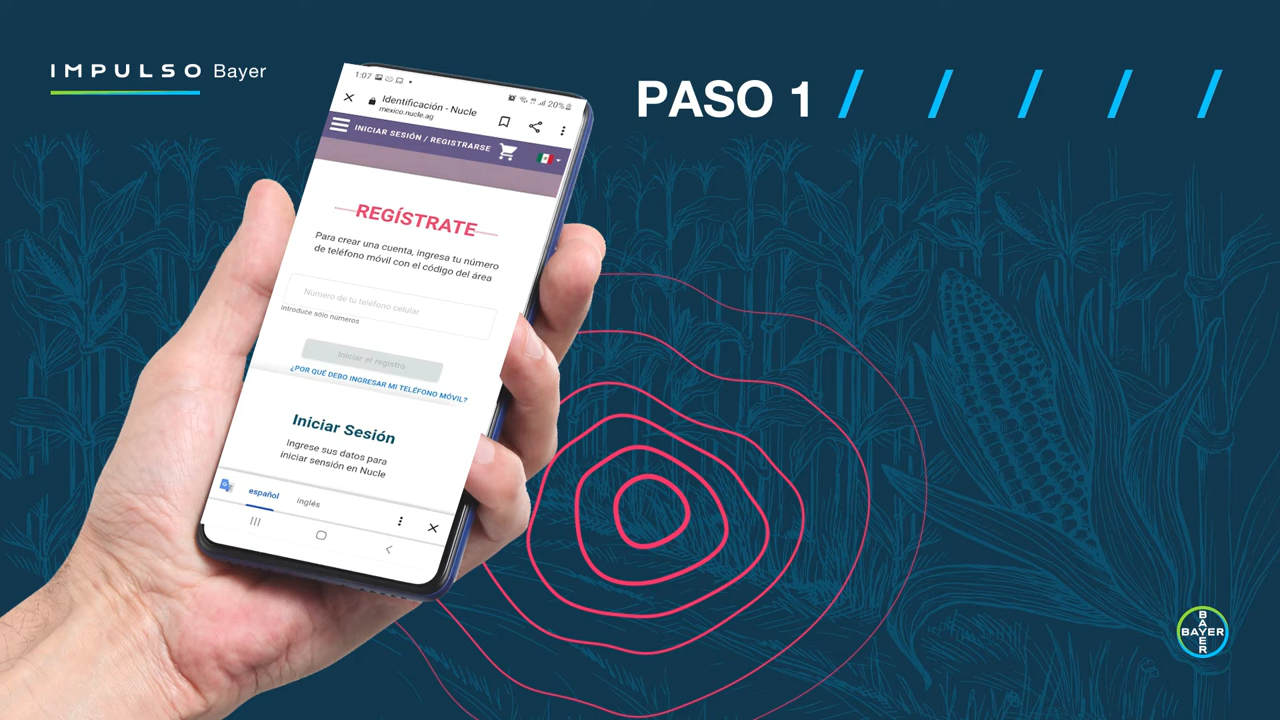 IMPULSO Bayer
PASO 1 / / / / /
1:07
20%
Identificación - Nucle
mexico.nucle.ag
INICIAR SESIÓN / REGISTRARSE
REGÍSTRATE
Para crear una cuenta, ingresa tu número
de teléfono móvil con el código del área
Número de tu teléfono celular
Introduce sólo números
Iniciar el registro
¿POR QUÉ DEBO INGRESAR MI TELÉFONO MÓVIL?
Iniciar Sesión
Ingrese sus datos para
iniciar sensión en Nucle
español inglés
BAYER
BAYER